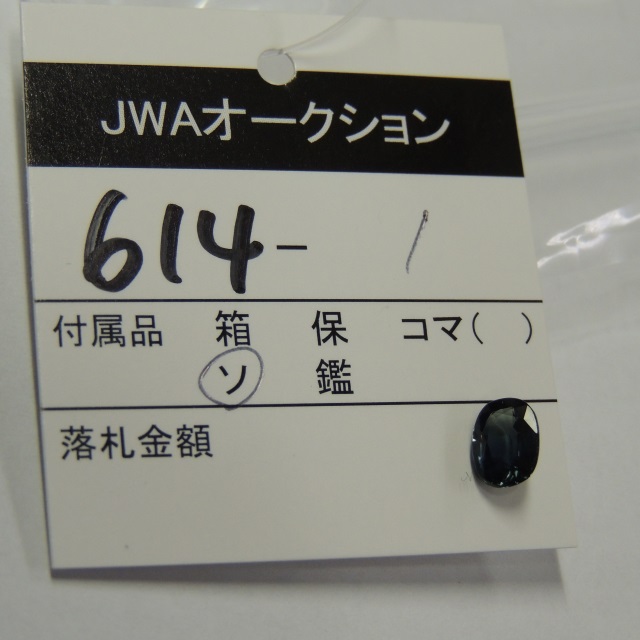 JWAオークション
614- 1
付属品 箱 保 コマ( )
ソ 鑑
落札金額